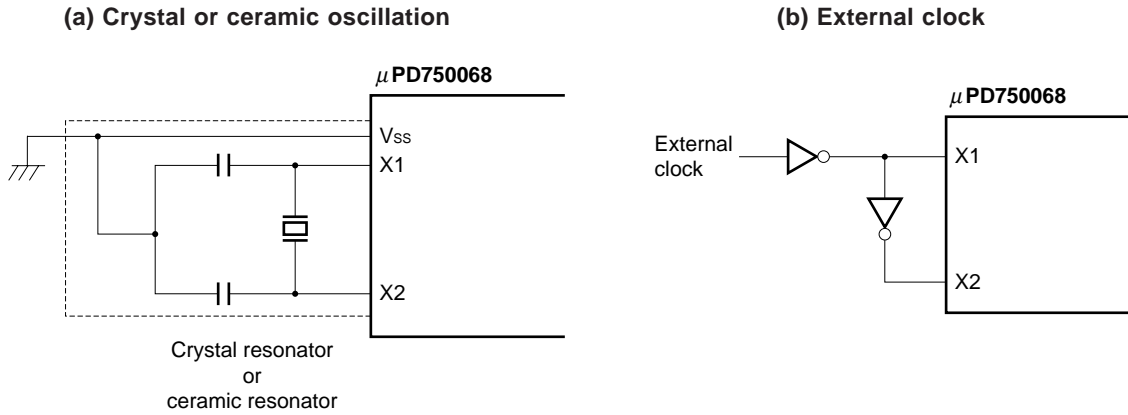 (a) Crystal or ceramic oscillation
μPD750068
VSS
X1
X2
Crystal resonator
or
ceramic resonator
(b) External clock
μPD750068
External
clock
X1
X2